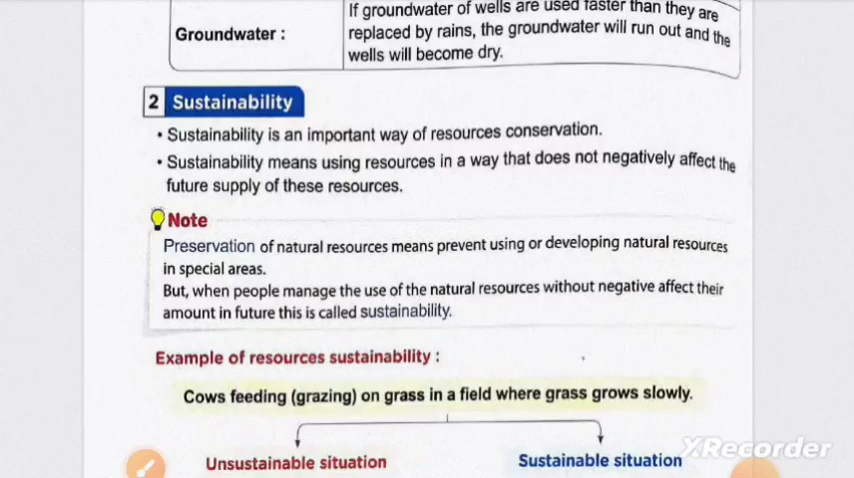 If groundwater of wells are used faster than they are
Groundwater :
replaced by rains, the groundwater will run out and the
wells will become dry.
2 Sustainability
• Sustainability is an important way of resources conservation.
• Sustainability means using resources in a way that does not negatively affect the
future supply of these resources.
Note
Preservation of natural resources means prevent using or developing natural resources
in special areas.
But, when people manage the use of the natural resources without negative affect their
amount in future this is called sustainability.
Example of resources sustainability :
Cows feeding (grazing) on grass in a field where grass grows slowly.
Unsustainable situation
Sustainable situation
XRecorder